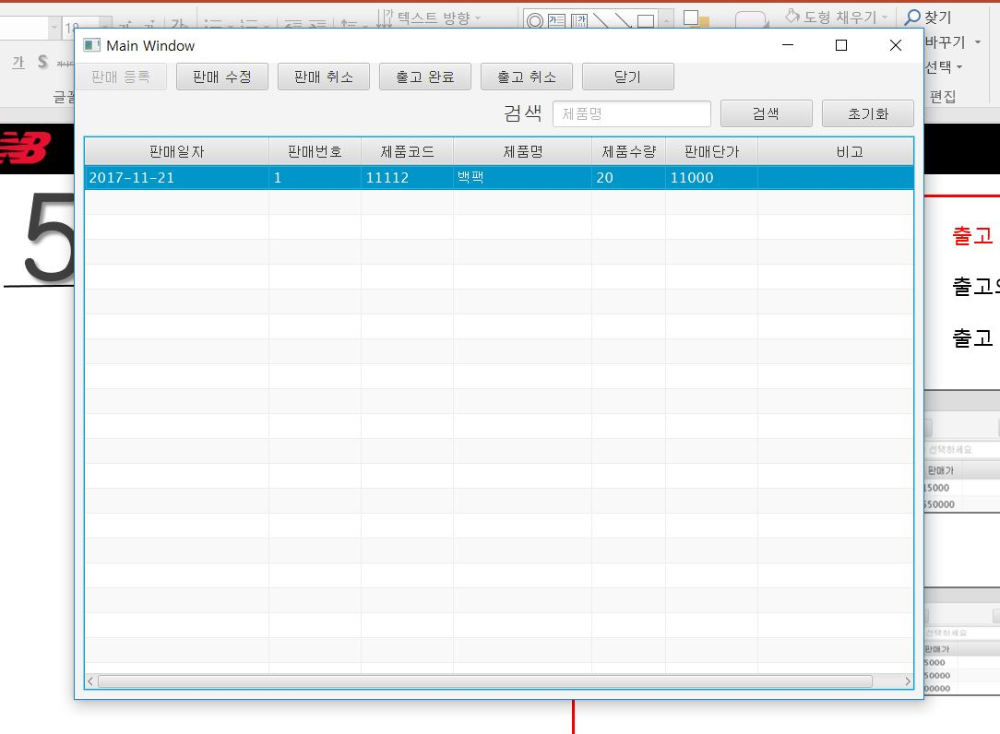 18
텍스트 방향
도형 채우기
찾기
바꾸기
선택
편집
가
S
Main Window
판매 등록
판매 수정
판매 취소
출고 완료
출고 취소
닫기
검색
제품명
검색
초기화
판매일자
판매번호
제품코드
제품명
제품수량
판매단가
비고
2017-11-21
1
11112
백팩
20
11000
5
출고
출고
선택하세요
판매가
15000
550000
선택하세요
판매가
5000
50000
00000